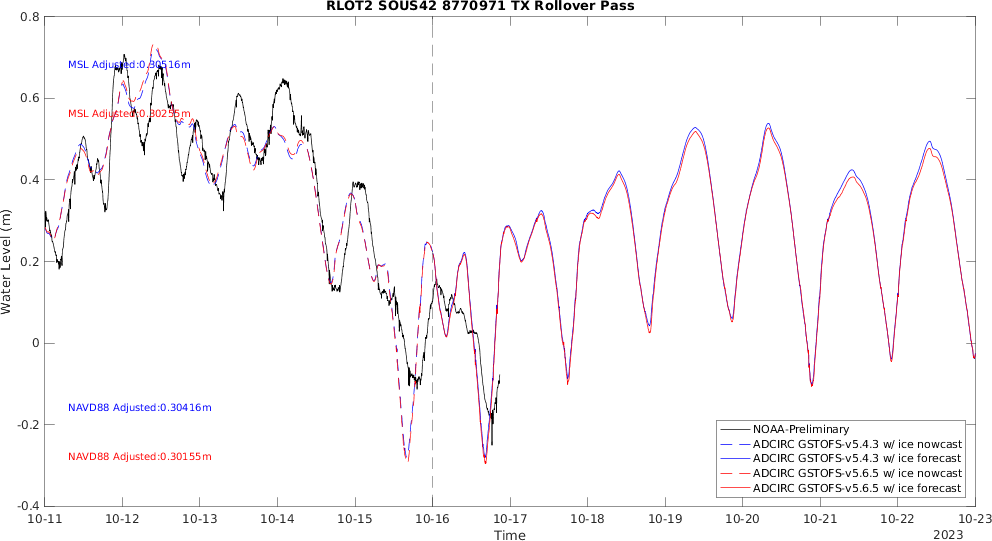 RLOT2 SOUS42 8770971 TX Rollover Pass
0.8
MSL Adjusted:0.30516m
0.6
MSL Adjusted:0.30255m
0.4
Water Level (m)
0.2
0
NAVD88 Adjusted:0.30416m
-0.2
NAVD88 Adjusted:0.30155m
-0.4
NOAA-Preliminary
ADCIRC GSTOFS-v5.4.3 w/ ice nowcast
ADCIRC GSTOFS-v5.4.3 w/ ice forecast
ADCIRC GSTOFS-v5.6.5 w/ ice nowcast
ADCIRC GSTOFS-v5.6.5 w/ ice forecast
10-11 10-12 10-13 10-14 10-15 10-16 10-17 10-18 10-19 10-20 10-21 10-22 10-23
Time
2023